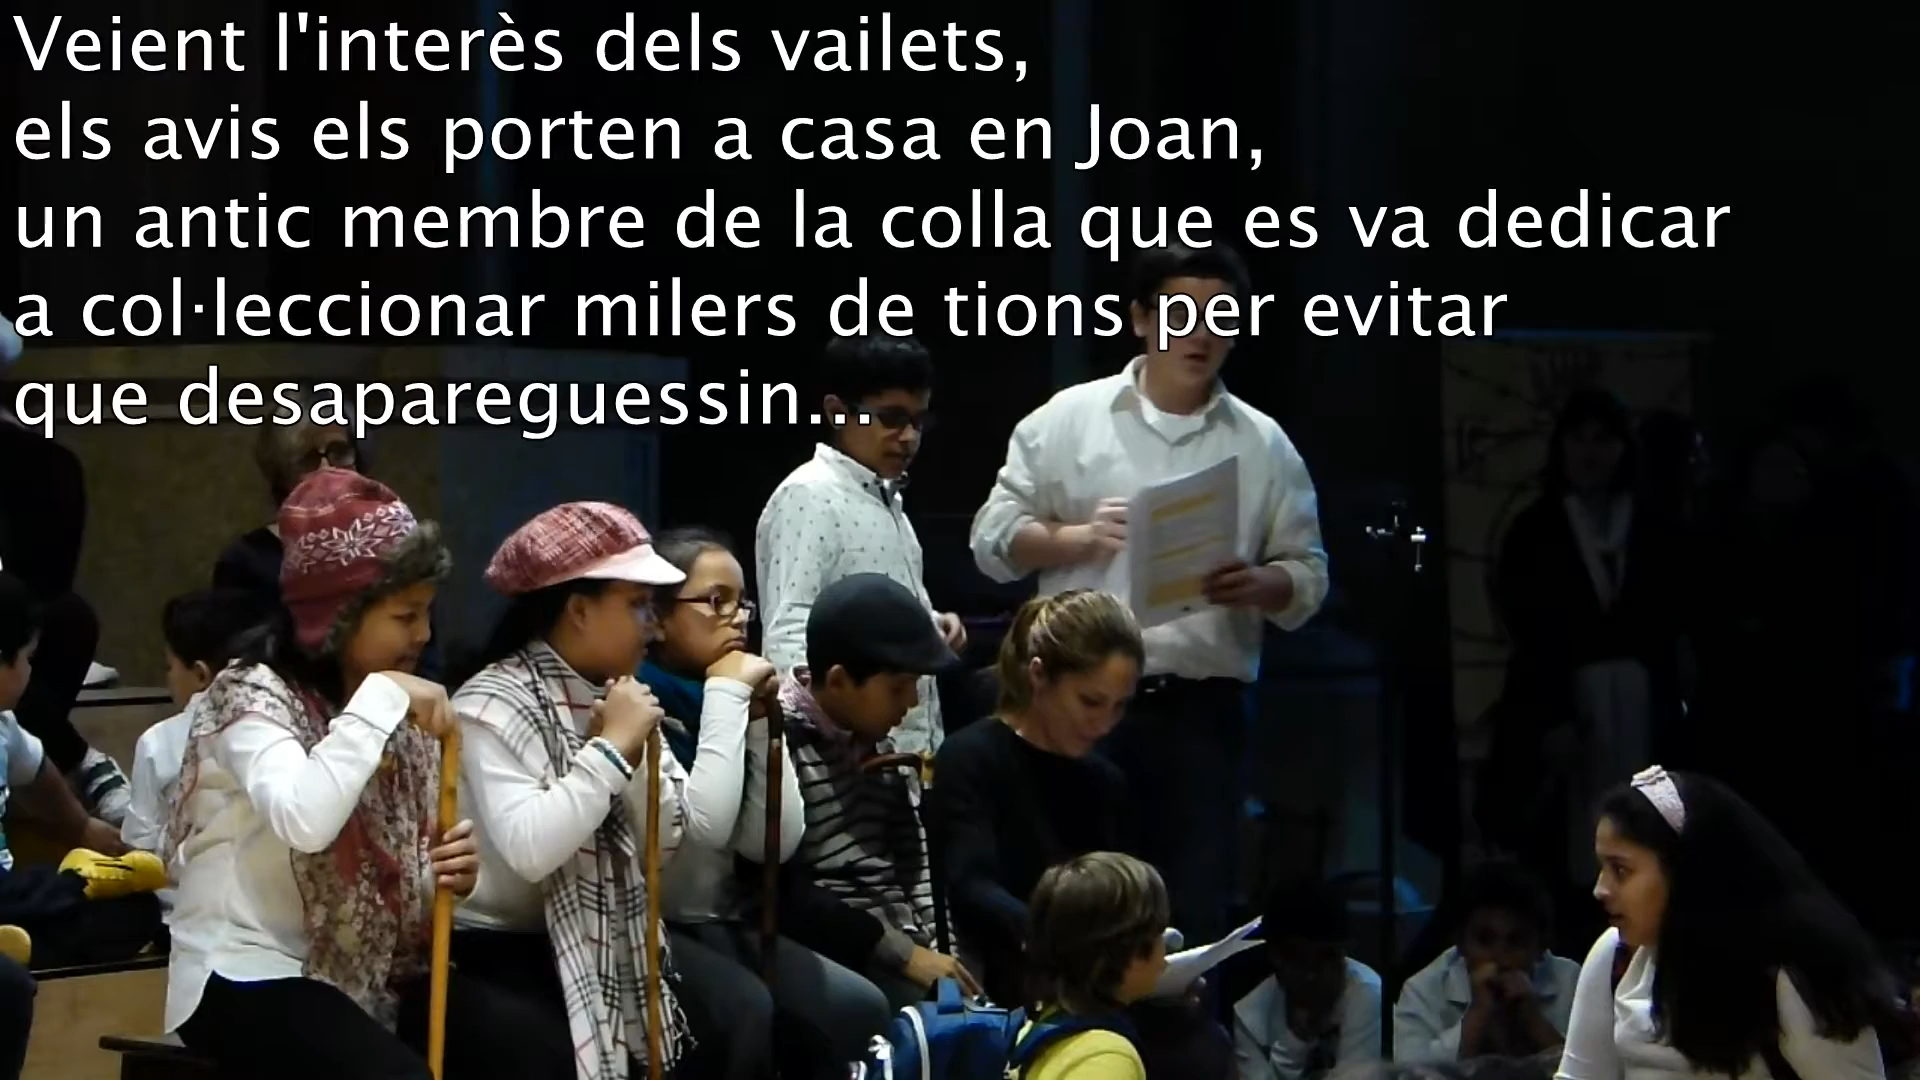 Veient l'interès dels vailets,
els avis els porten a casa en Joan,
un antic membre de la colla que es va dedicar
a col·leccionar milers de tions per evitar
que desapareguessin...